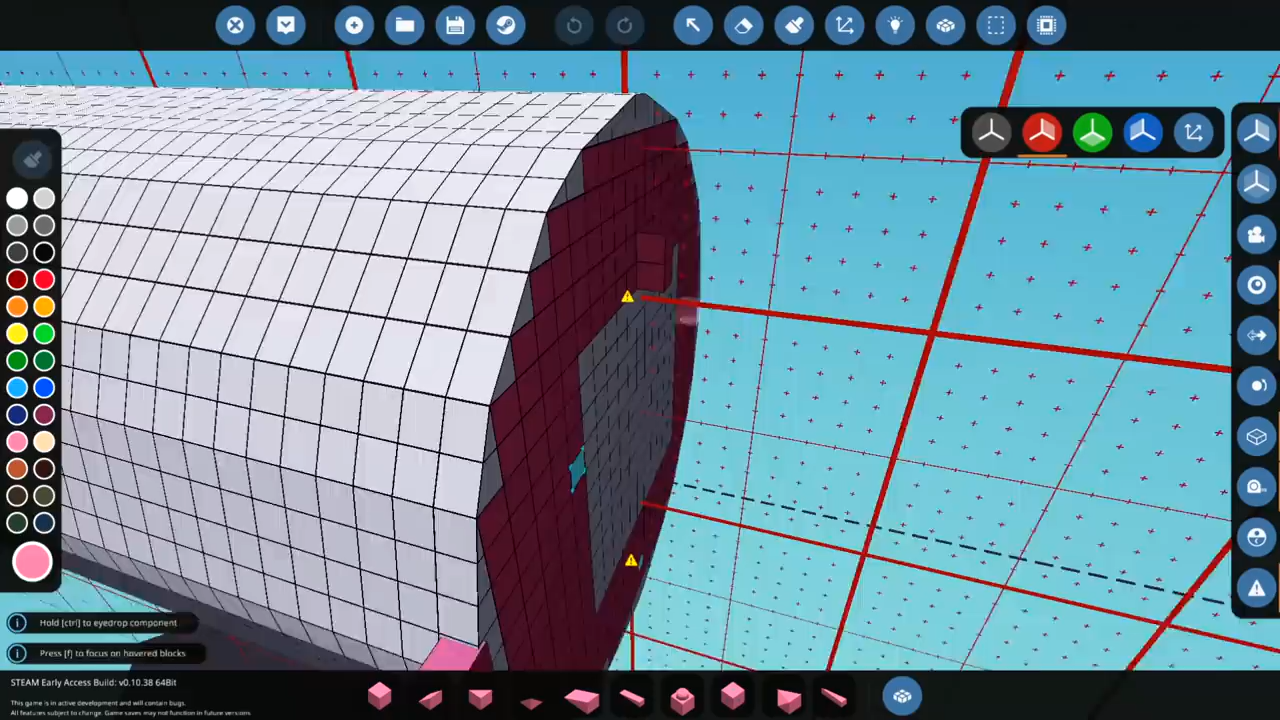 Hold [ctrl] to eyedrop component
Press [f] to focus on hovered blocks
STEAM Early Access Build: v0.10.38 64Bit
This game is in active development and will contain bugs.
All features subject to change. Game saves may not function in future versions